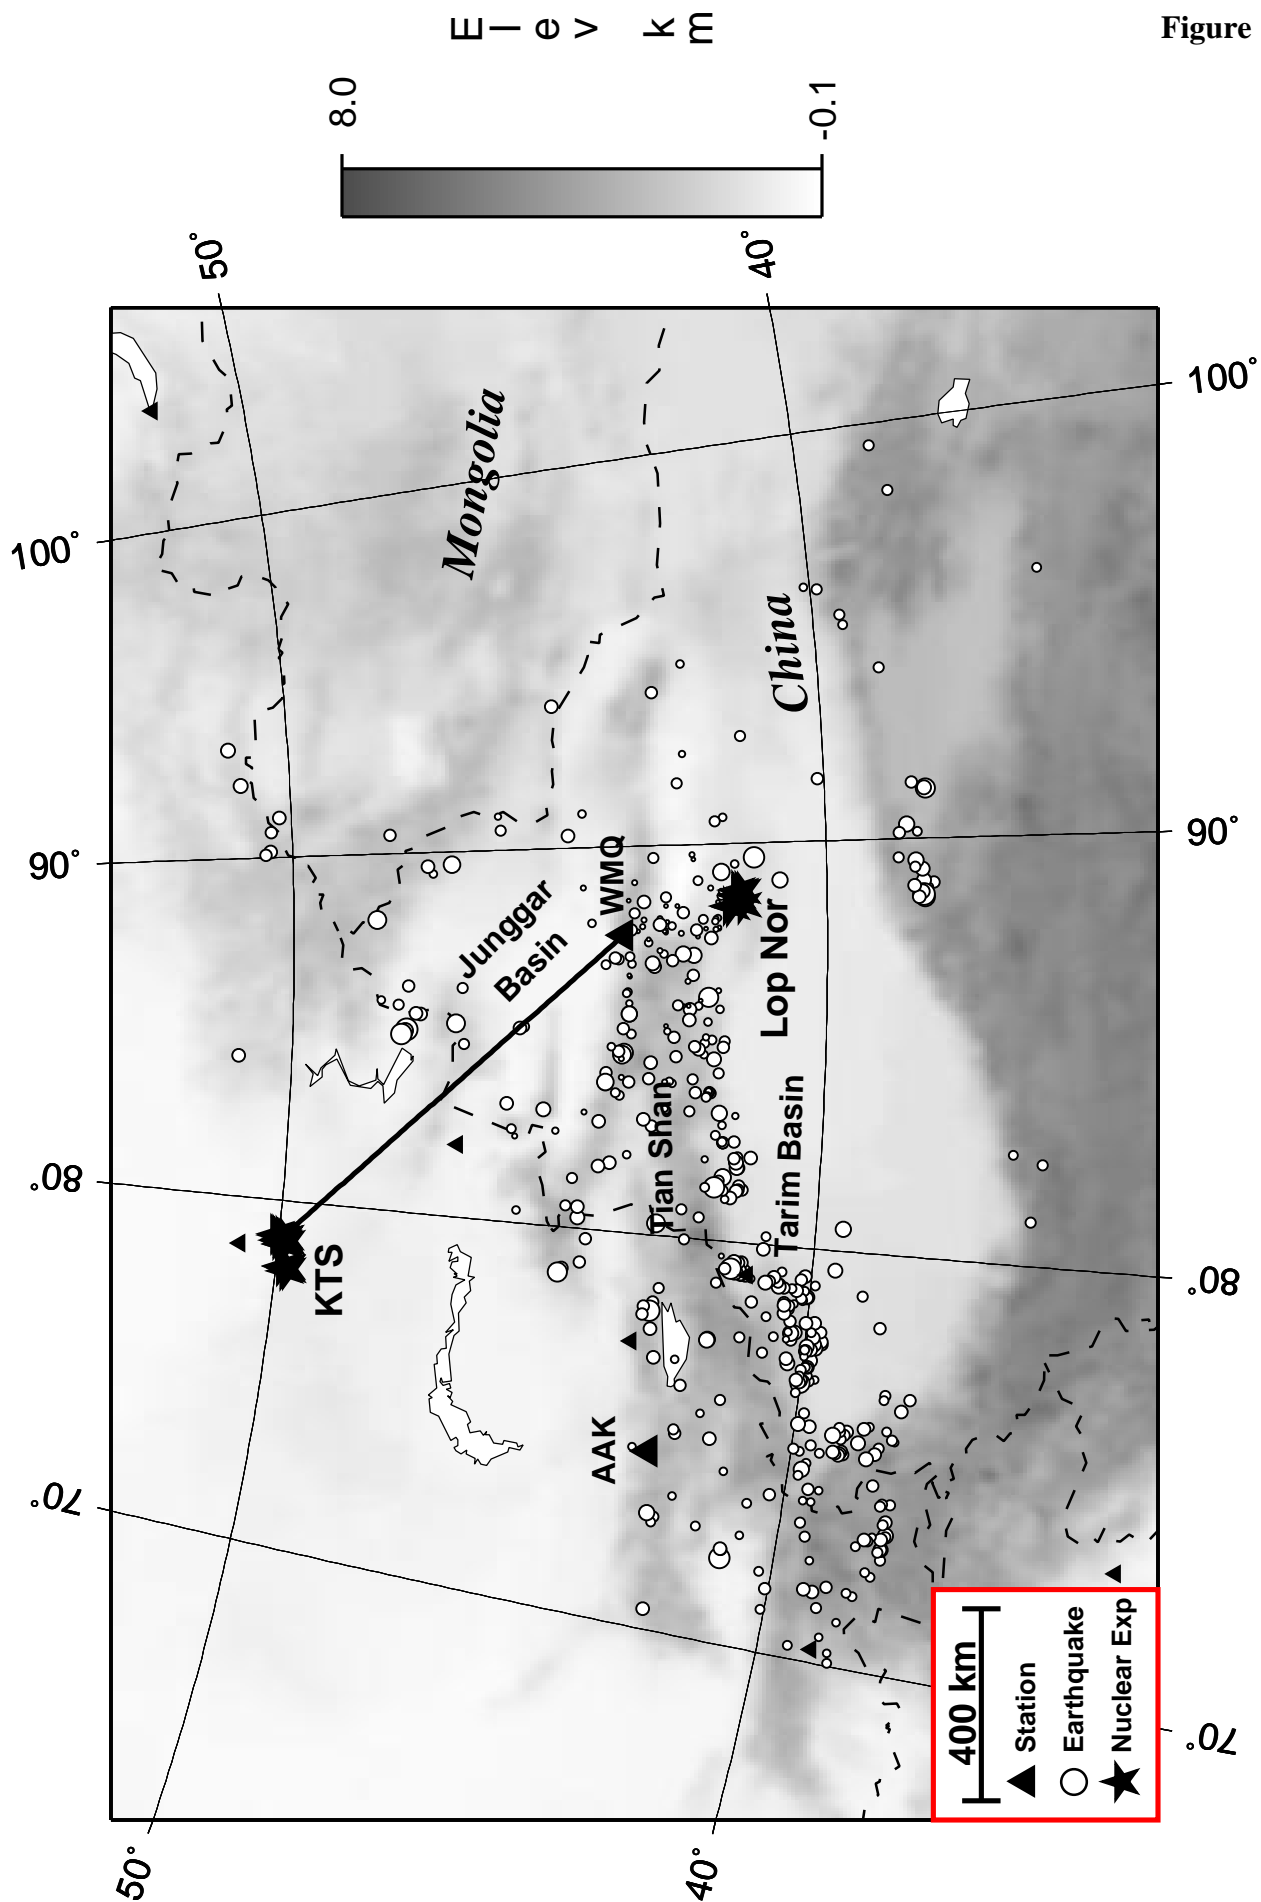 Figure
Elev km
8.0
-0.1
50°
40°
100°
90°
80°
70°
100°
90°
80°
70°
50°
40°
Mongolia
China
Junggar
Basin
WMQ
Lop Nor
Tian Shan
Tarim Basin
KTS
AAK
400 km
Station
Earthquake
Nuclear Exp